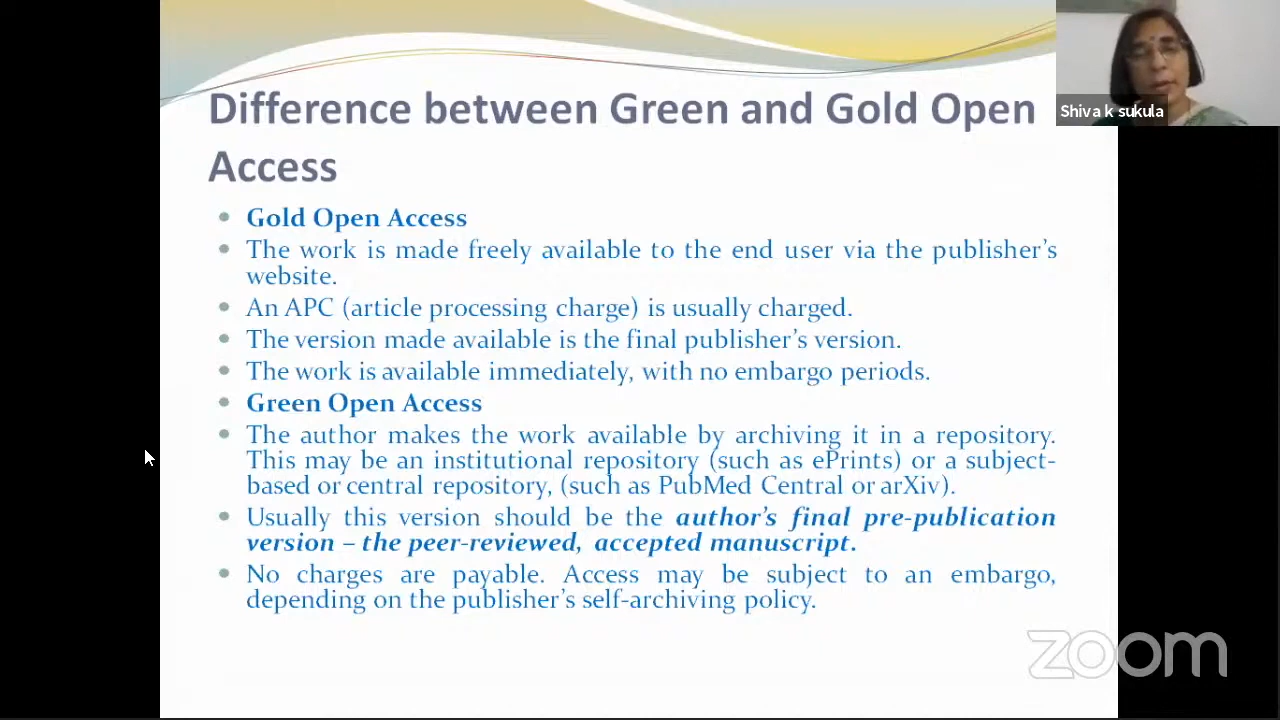 Difference between Green and Gold Open
Access
Shiva k sukula
Gold Open Access
The work is made freely available to the end user via the publisher's
website.
An APC (article processing charge) is usually charged.
The version made available is the final publisher's version.
The work is available immediately, with no embargo periods.
Green Open Access
The author makes the work available by archiving it in a repository.
This may be an institutional repository (such as ePrints) or a subject-
based or central repository, (such as PubMed Central or arXiv).
Usually this version should be the author's final pre-publication
version – the peer-reviewed, accepted manuscript.
No charges are payable. Access may be subject to an embargo,
depending on the publisher's self-archiving policy.
zoom